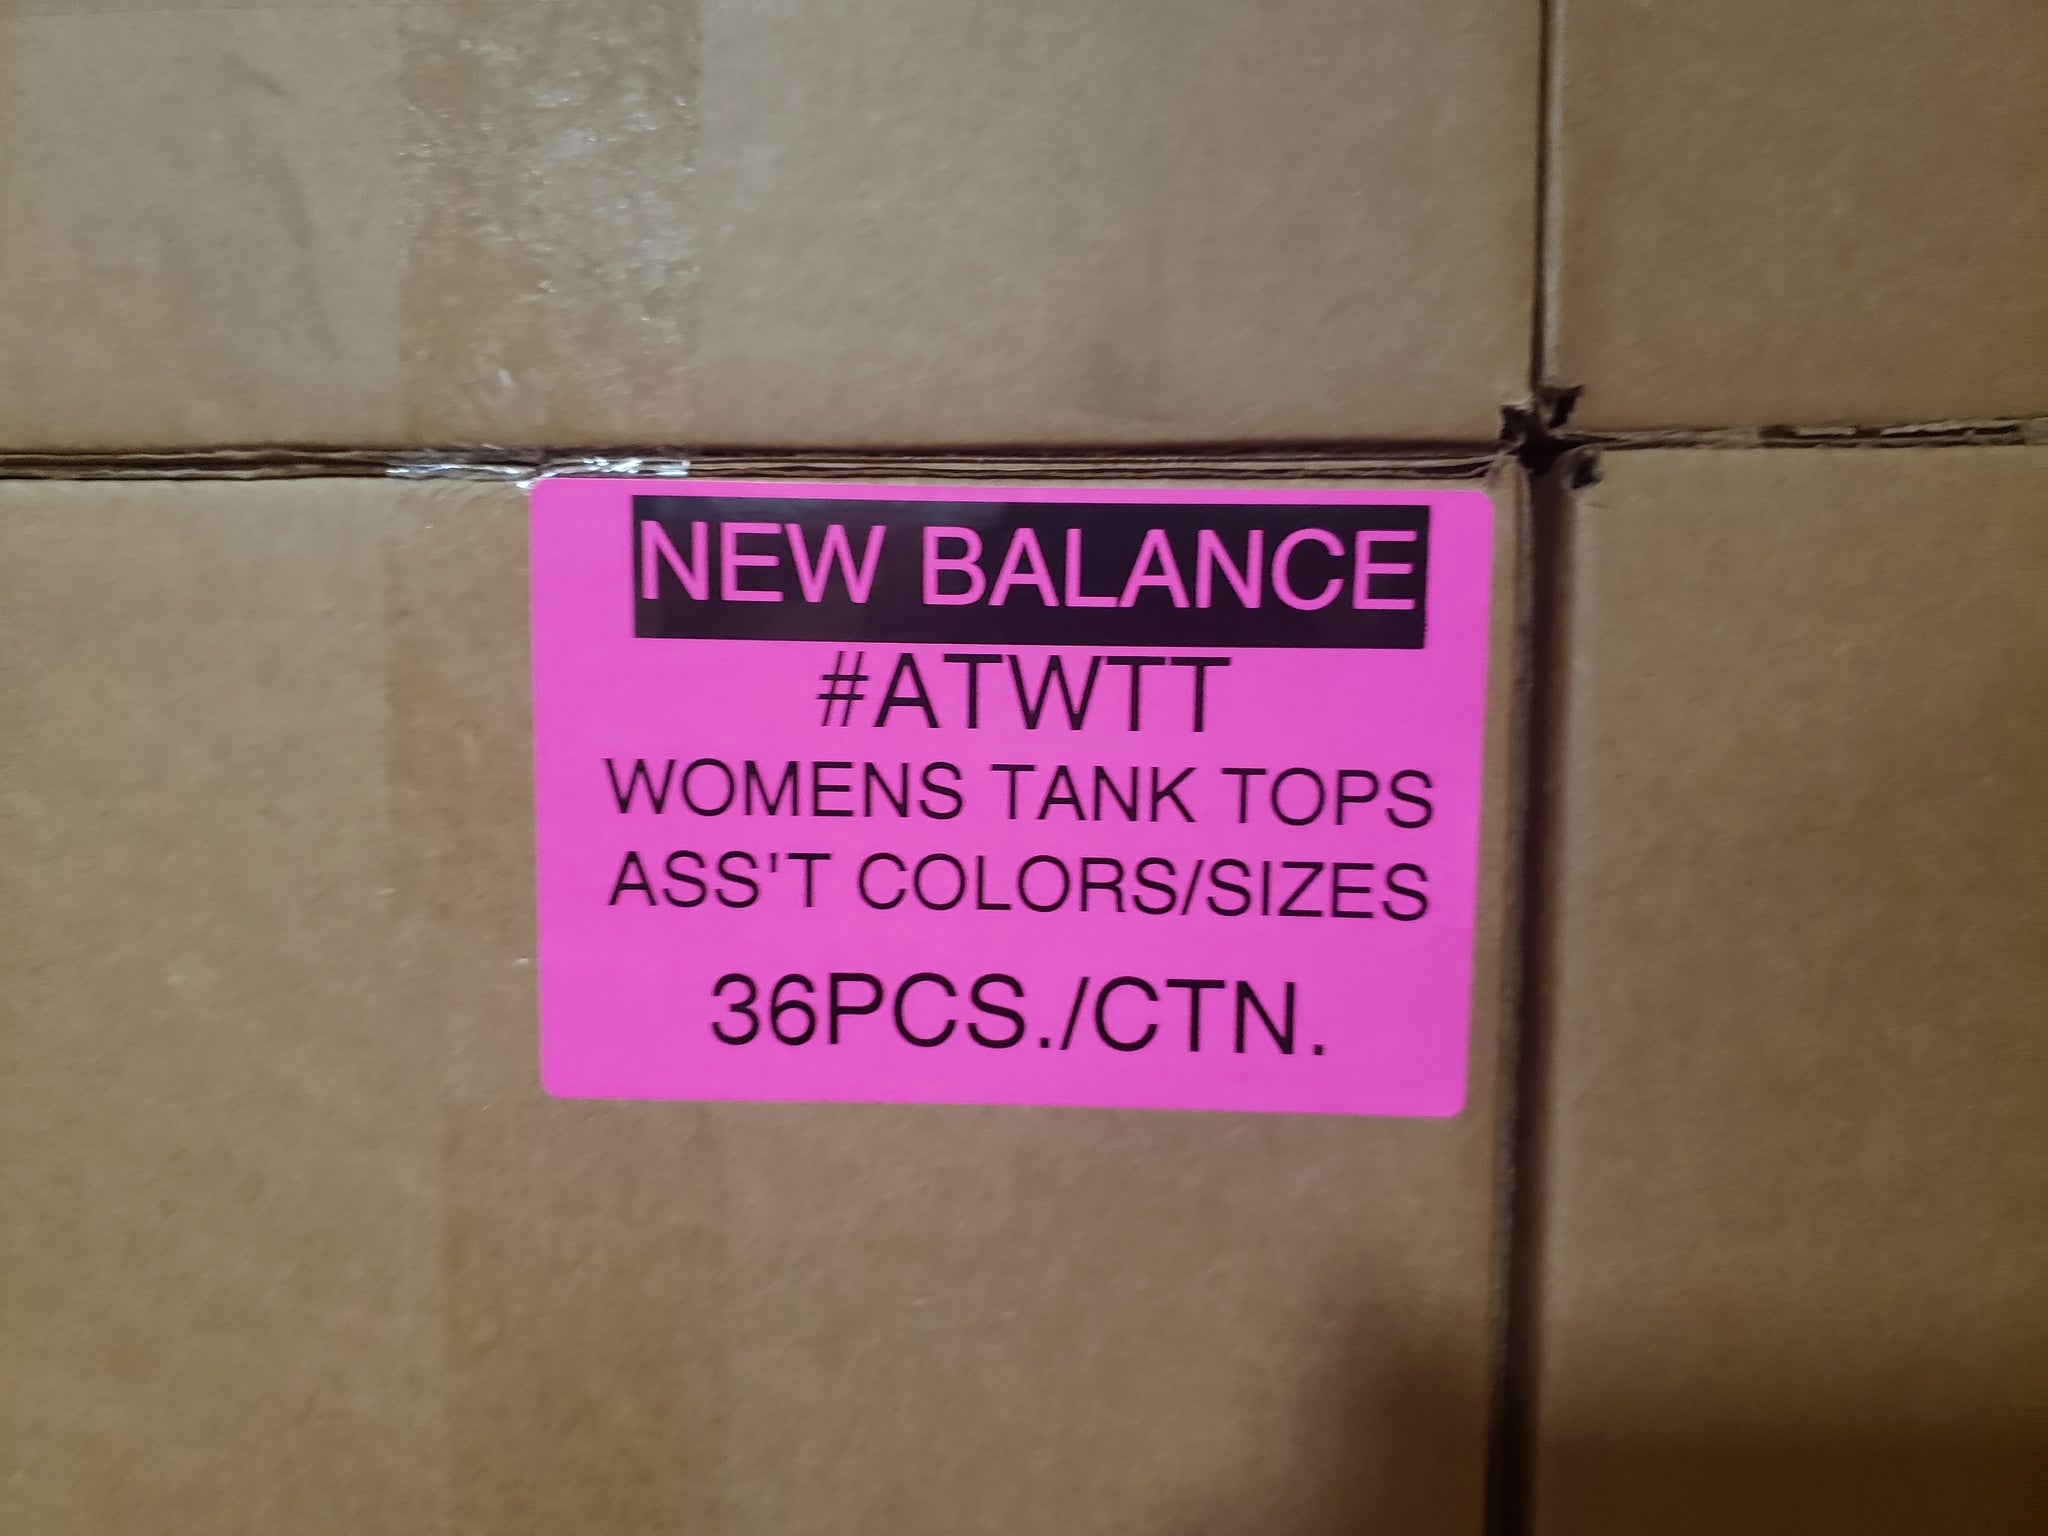 NEW BALANCE
#ATWTT
WOMENS TANK TOPS
ASS'T COLORS/SIZES
36PCS./CTN.